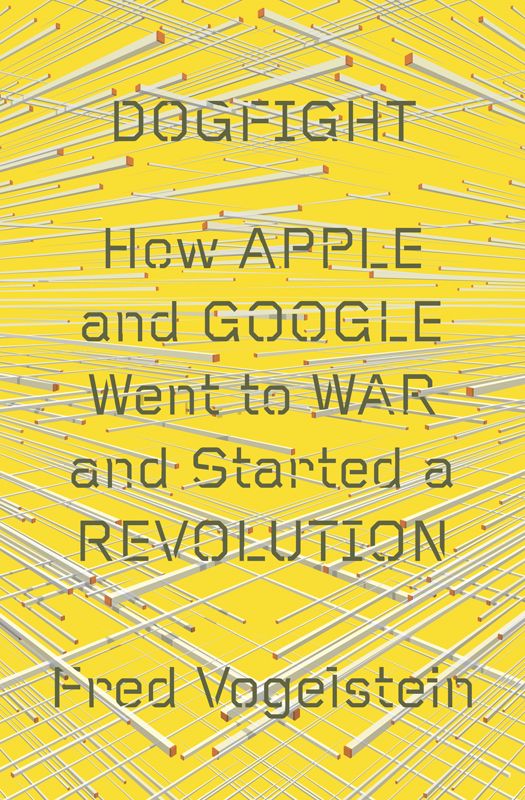 DOGFIGHT
How APPLE
and GOOGLE
Went to WAR
and Started a
REVOLUTION
Fred Vogelstein